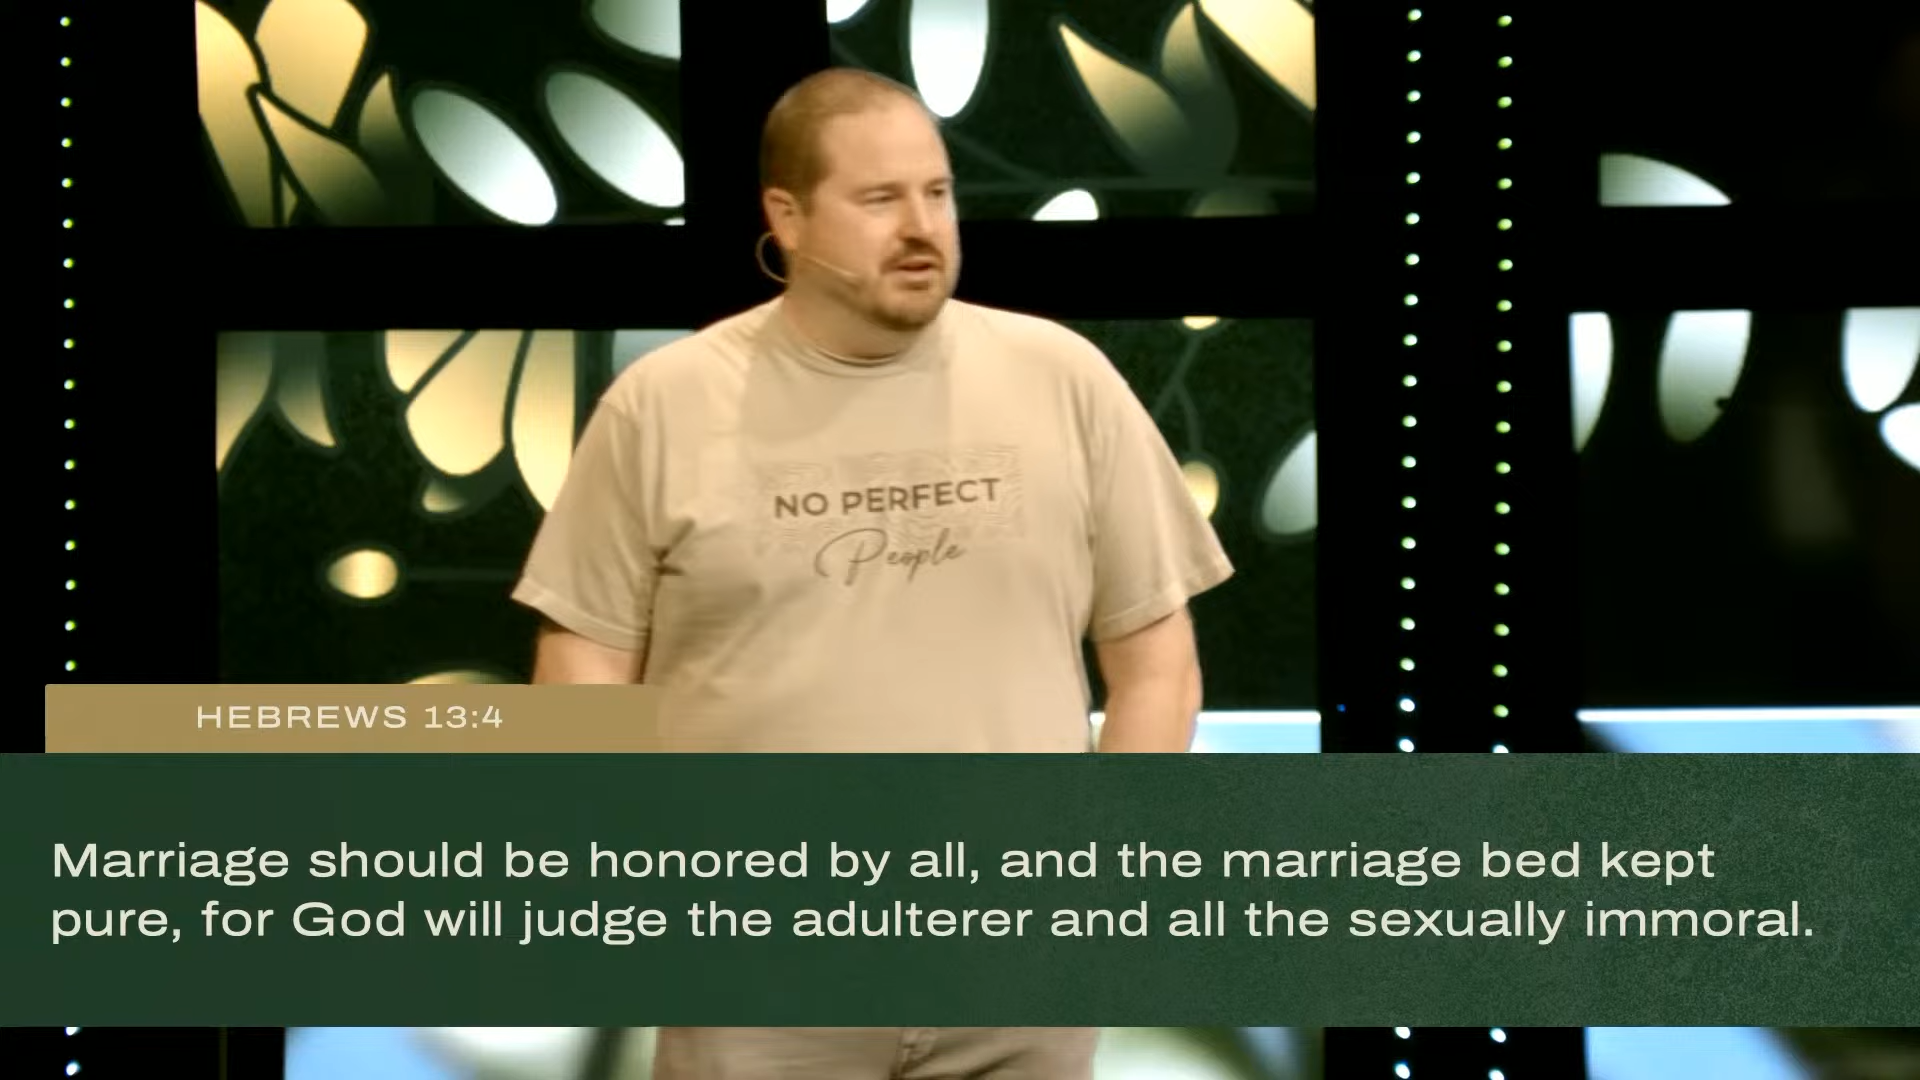 NO PERFECT
People
HEBREWS 13:4
Marriage should be honored by all, and the marriage bed kept
pure, for God will judge the adulterer and all the sexually immoral.